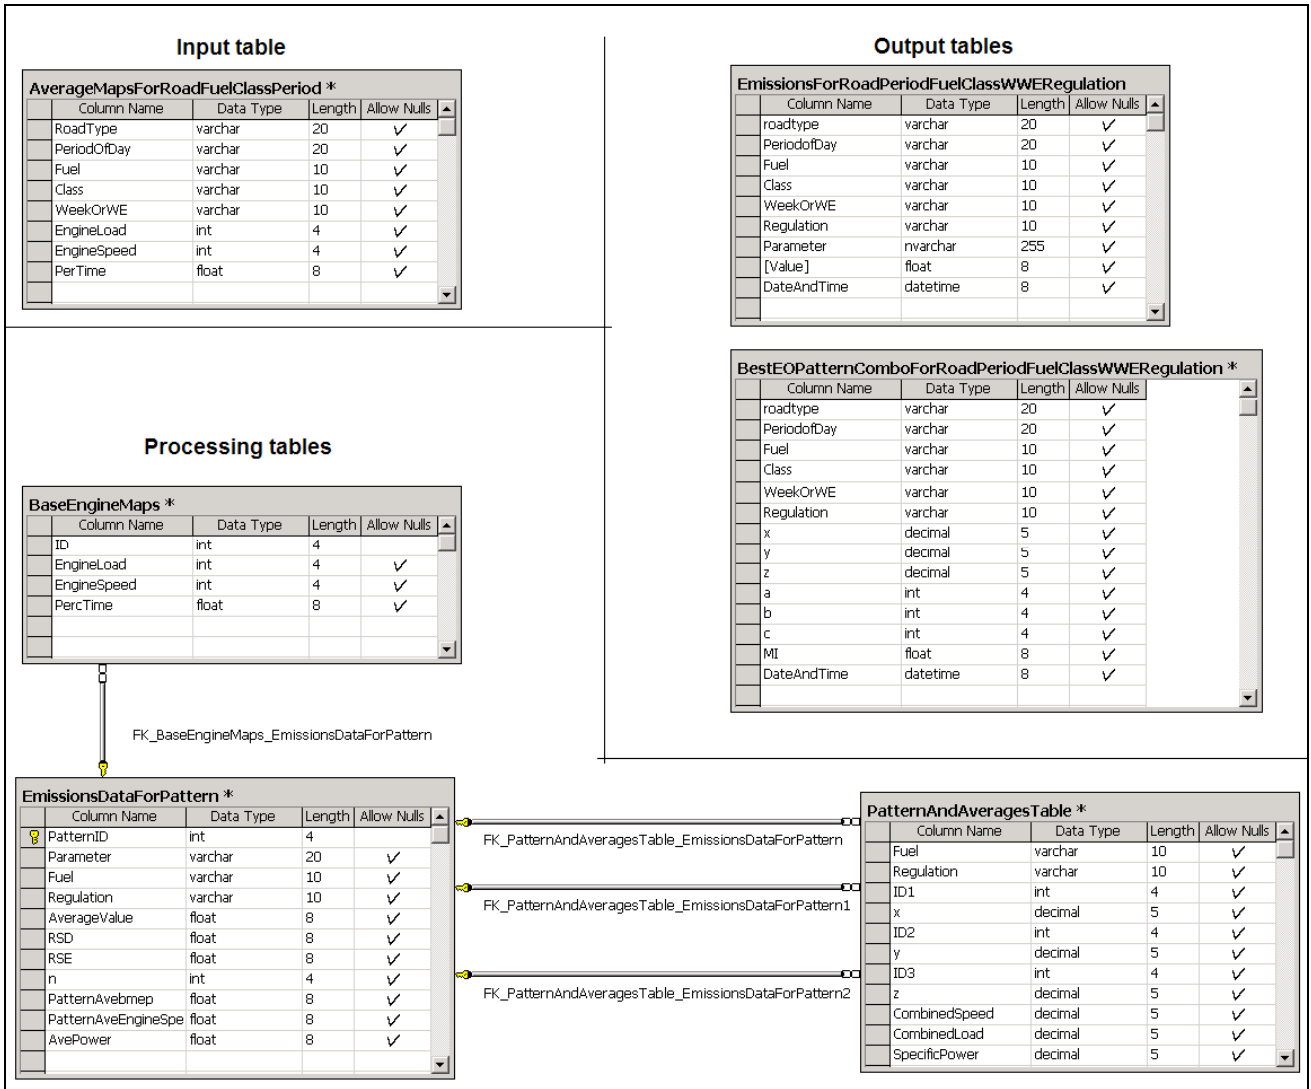 Input table
AverageMapsForRoadFuelClassPeriod *
Column Name Data Type Length Allow Nulls
RoadType varchar 20
PeriodOfDay varchar 20
Fuel varchar 10
Class varchar 10
WeekOrWE varchar 10
EngineLoad int 4
EngineSpeed int 4
PerTime float 8
Output tables
EmissionsForRoadPeriodFuelClassWWERegulation
Column Name Data Type Length Allow Nulls
roadtype varchar 20
PeriodofDay varchar 20
Fuel varchar 10
Class varchar 10
WeekOrWE varchar 10
Regulation varchar 10
Parameter nvarchar 255
[Value] float 8
DateAndTime datetime 8
BestEOPatternComboForRoadPeriodFuelClassWWERegulation *
Column Name Data Type Length Allow Nulls
roadtype varchar 20
PeriodofDay varchar 20
Fuel varchar 10
Class varchar 10
WeekOrWE varchar 10
Regulation varchar 10
x decimal 5
y decimal 5
z decimal 5
a int 4
b int 4
c int 4
MI float 8
DateAndTime datetime 8
Processing tables
BaseEngineMaps *
Column Name Data Type Length Allow Nulls
ID int 4
EngineLoad int 4
EngineSpeed int 4
PercTime float 8
FK_BaseEngineMaps_EmissionsDataForPattern
EmissionsDataForPattern *
Column Name Data Type Length Allow Nulls
PatternID int 4
Parameter varchar 20
Fuel varchar 10
Regulation varchar 10
AverageValue float 8
RSD float 8
RSE float 8
n int 4
PatternAvebmep float 8
PatternAveEngineSpe float 8
AvePower float 8
FK_PatternAndAveragesTable_EmissionsDataForPattern
FK_PatternAndAveragesTable_EmissionsDataForPattern1
FK_PatternAndAveragesTable_EmissionsDataForPattern2
PatternAndAveragesTable *
Column Name Data Type Length Allow Nulls
Fuel varchar 10
Regulation varchar 10
ID1 int 4
x decimal 5
ID2 int 4
y decimal 5
ID3 int 4
z decimal 5
CombinedSpeed decimal 5
CombinedLoad decimal 5
SpecificPower decimal 5